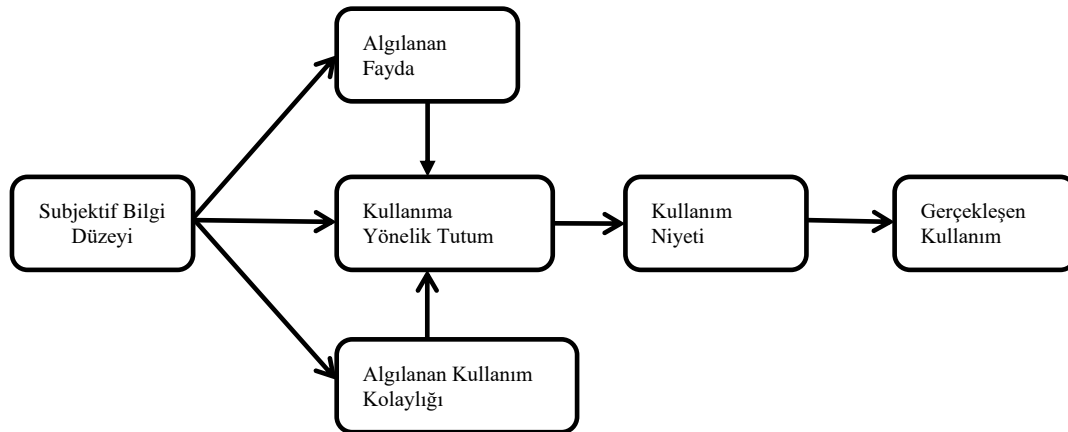 Algılanan
Fayda
Subjektif Bilgi
Düzeyi
Kullanıma
Yönelik Tutum
Kullanım
Niyeti
Gerçekleşen
Kullanım
Algılanan Kullanım
Kolaylığı